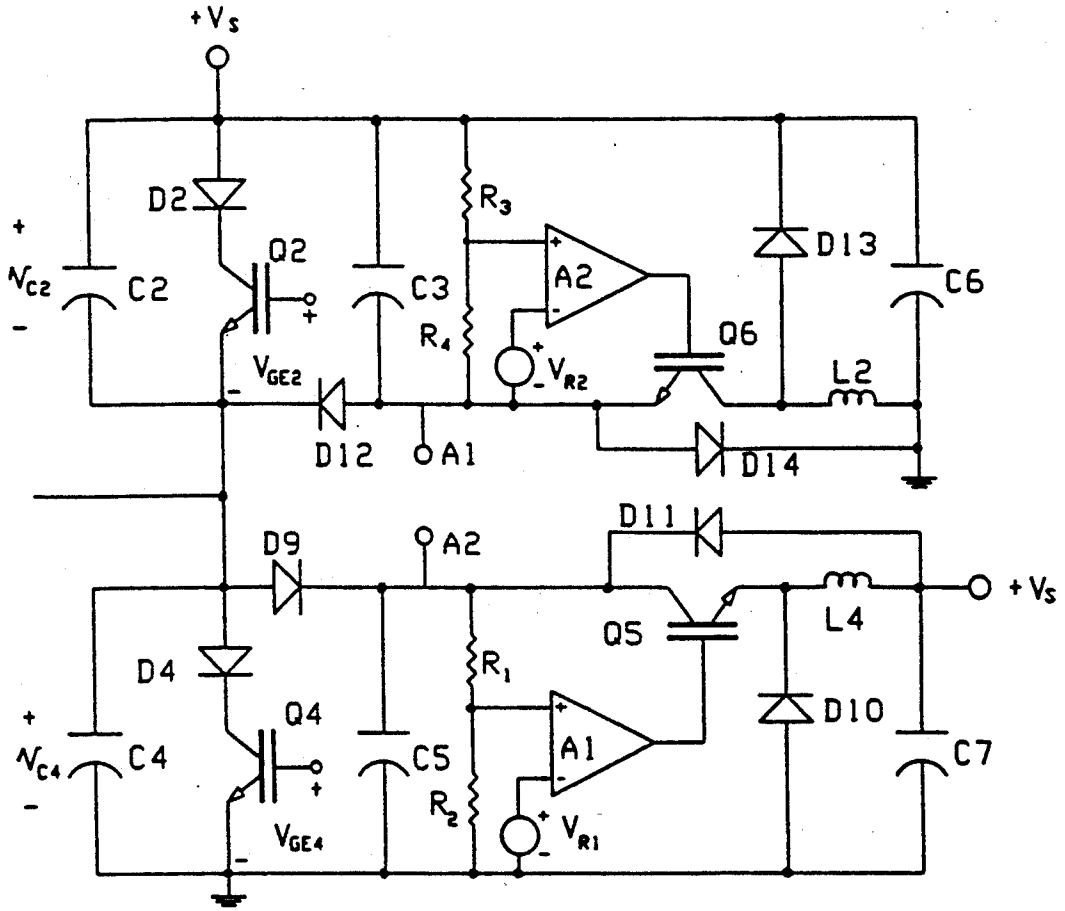 +Vs
D2
R3
D13
+
VC2
-
C2
Q2
+
VGE2
-
C3
R4
+
A2
-
+
VR2
-
Q6
C6
L2
D12
A1
D14
D9
A2
D11
+Vs
L4
Q5
D4
R1
+
VC4
-
C4
Q4
+
VGE4
-
C5
R2
+
A1
-
+
VR1
-
D10
C7